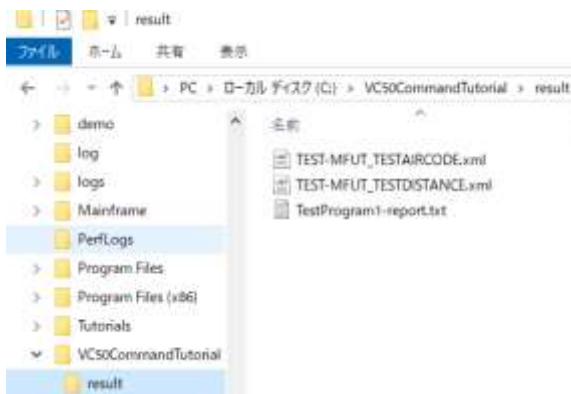 result
ファイル ホーム 共有 表示
PC > ローカル ディスク (C:) > VC50CommandTutorial > result
名前
demo
log
logs
Mainframe
PerfLogs
Program Files
Program Files (x86)
Tutorials
VC50CommandTutorial
result
TEST-MFUT_TESTAIRCODE.xml
TEST-MFUT_TESTDISTANCE.xml
TestProgram1-report.txt